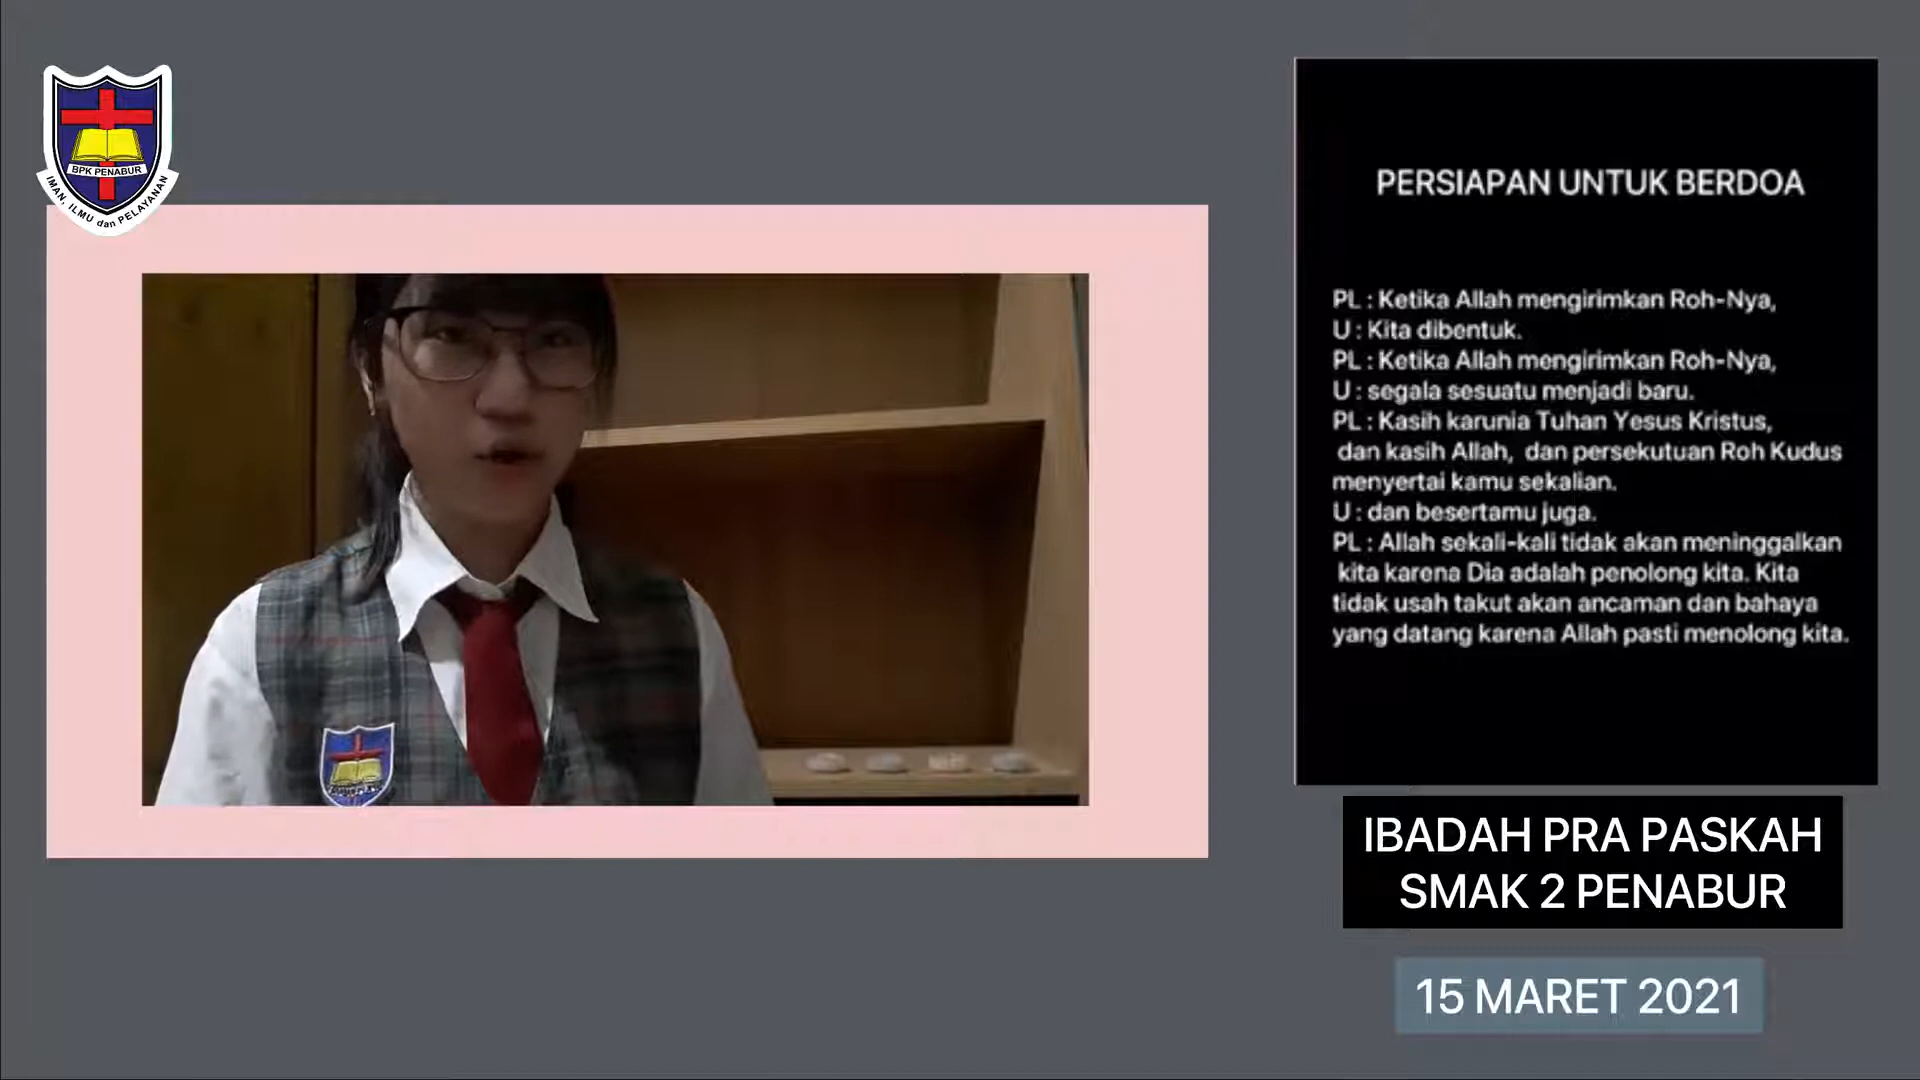 BPK PENABUR
IMAN, ILMU dan PELAYANAN
PERSIAPAN UNTUK BERDOA
PL : Ketika Allah mengirimkan Roh-Nya,
U : Kita dibentuk.
PL : Ketika Allah mengirimkan Roh-Nya,
U : segala sesuatu menjadi baru.
PL : Kasih karunia Tuhan Yesus Kristus,
dan kasih Allah, dan persekutuan Roh Kudus
menyertai kamu sekalian.
U : dan besertamu juga.
PL : Allah sekali-kali tidak akan meninggalkan
kita karena Dia adalah penolong kita. Kita
tidak usah takut akan ancaman dan bahaya
yang datang karena Allah pasti menolong kita.
IBADAH PRA PASKAH
SMAK 2 PENABUR
15 MARET 2021